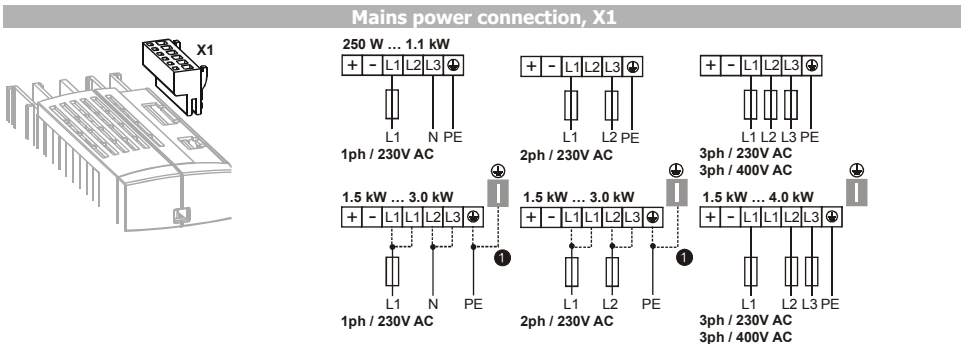 Mains power connection, X1
X1
250 W … 1.1 kW
+ - L1 L2 L3
L1 N PE
1ph / 230V AC
+ - L1 L2 L3
L1 L2 PE
2ph / 230V AC
+ - L1 L2 L3
L1 L2 L3 PE
3ph / 230V AC
3ph / 400V AC
1.5 kW … 3.0 kW
+ - L1 L1 L2 L3
1
L1 N PE
1ph / 230V AC
1.5 kW … 3.0 kW
+ - L1 L1 L2 L3
1
L1 L2 PE
2ph / 230V AC
1.5 kW … 4.0 kW
+ - L1 L1 L2 L3
L1 L2 L3 PE
3ph / 230V AC
3ph / 400V AC